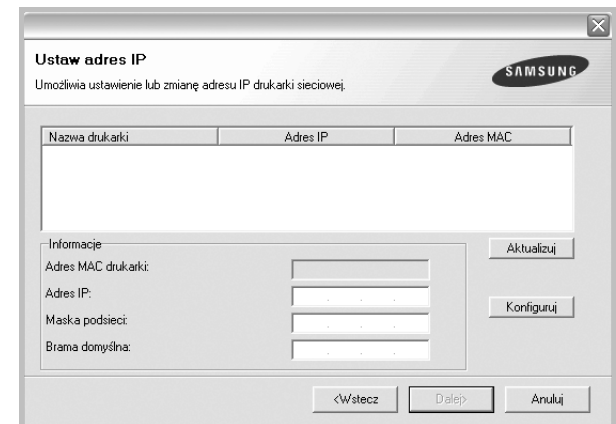 Ustaw adres IP
Umożliwia ustawienie lub zmianę adresu IP drukarki sieciowej.
SAMSUNG
Nazwa drukarki Adres IP Adres MAC
Informacje
Aktualizuj
Adres MAC drukarki:
Adres IP:
Konfiguruj
Maska podsieci:
Brama domyślna:
<Wstecz Dalej> Anuluj